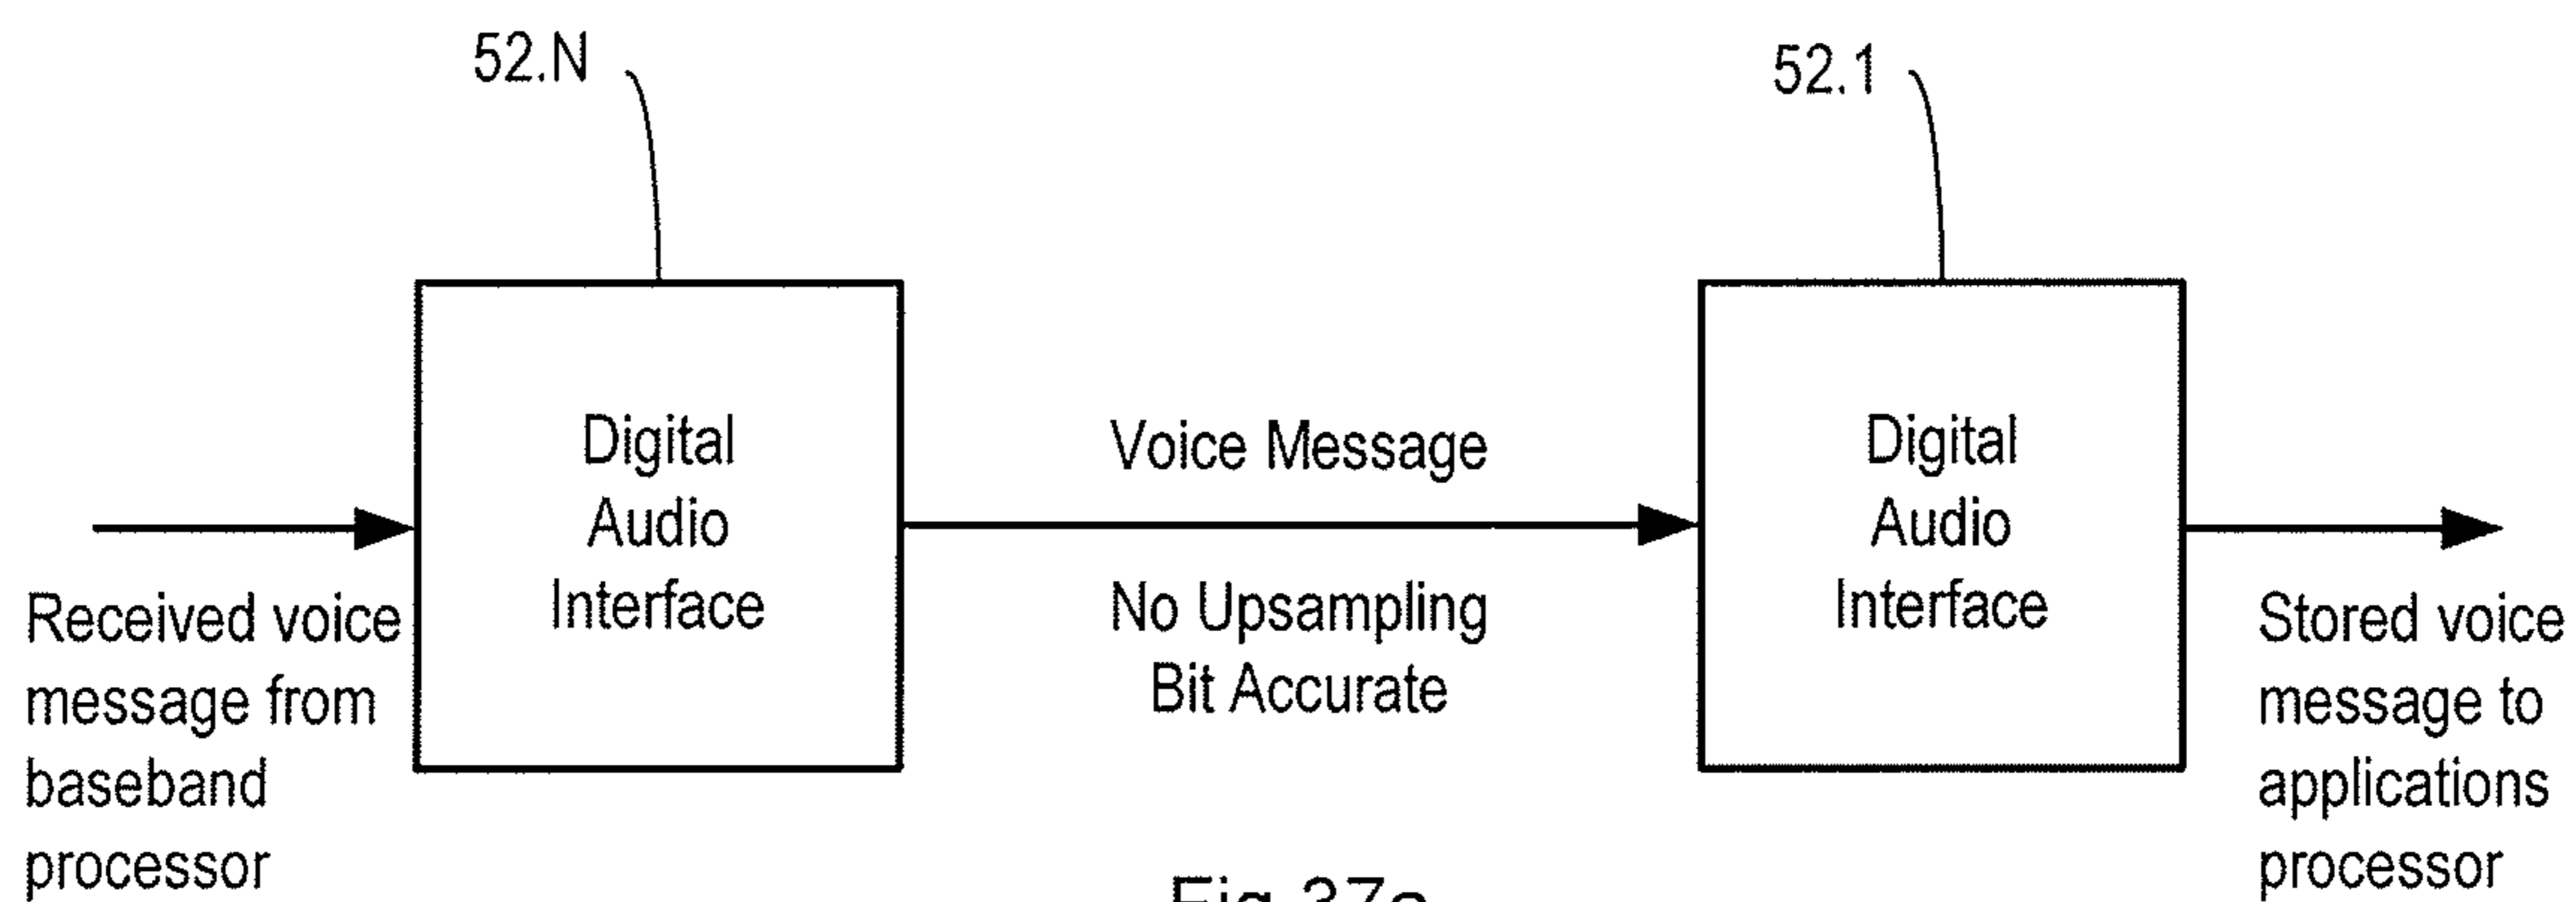 52.N
52.1
Digital
Audio
Interface
Voice Message
No Upsampling
Bit Accurate
Digital
Audio
Interface
Received voice
message from
baseband
processor
Stored voice
message to
applications
processor